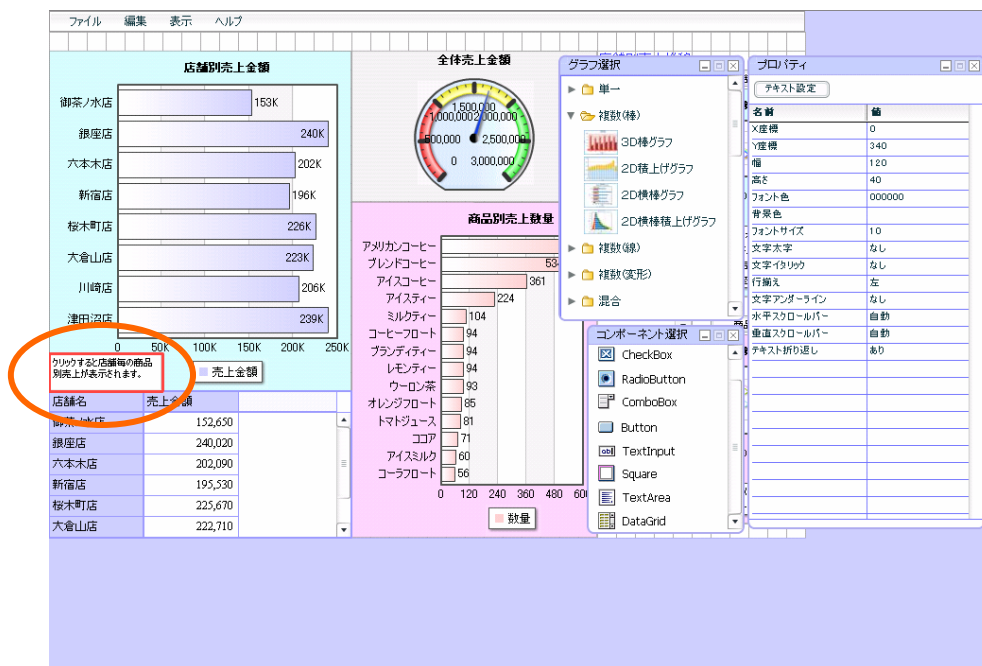 ファイル 編集 表示 ヘルプ
店舗別売上金額
御茶ノ水店 153K
銀座店 240K
六本木店 202K
新宿店 196K
桜木町店 226K
大倉山店 223K
川崎店 206K
津田沼店 239K
0 50K 100K 150K 200K 250K
売上金額
クリックすると店舗毎の商品
別売上が表示されます。
店舗名 売上金額
御茶ノ水店 152,650
銀座店 240,020
六本木店 202,090
新宿店 195,530
桜木町店 225,670
大倉山店 222,710
全体売上金額
1,500,000
1,000,000 2,000,000
500,000 2,500,000
0 3,000,000
商品別売上数量
アメリカンコーヒー
ブレンドコーヒー
アイスコーヒー 361
アイスティー 224
ミルクティー 104
コーヒーフロート 94
ブランディティー 94
レモンティー 94
ウーロン茶 93
オレンジフロート 85
トマトジュース 81
ココア 71
アイスミルク 60
コーラフロート 56
0 120 240 360 480
数量
グラフ選択
単一
複数(棒)
3D棒グラフ
2D積上げグラフ
2D横棒グラフ
2D横棒積上げグラフ
複数(線)
複数(変形)
混合
コンポーネント選択
CheckBox
RadioButton
ComboBox
Button
TextInput
Square
TextArea
DataGrid
プロパティ
テキスト設定
名前 値
X座標 0
Y座標 340
幅 120
高さ 40
フォント色 000000
背景色
フォントサイズ 10
文字太字 なし
文字イタリック なし
行揃え 左
文字アンダーライン なし
水平スクロールバー 自動
垂直スクロールバー 自動
テキスト折り返し あり